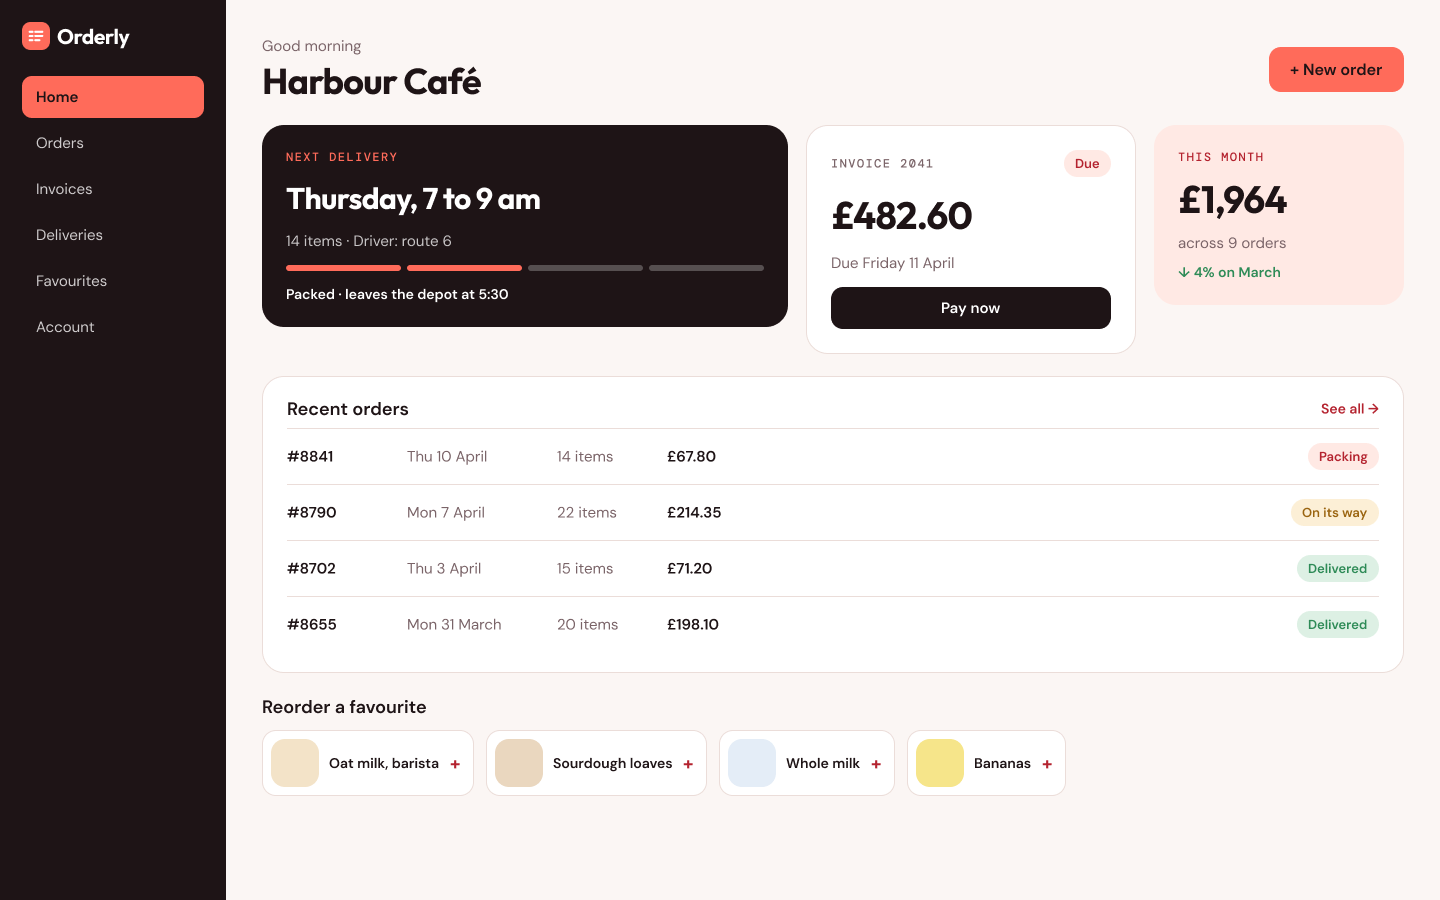 Orderly
Home
Orders
Invoices
Deliveries
Favourites
Account
Good morning
Harbour Café
+ New order
NEXT DELIVERY
Thursday, 7 to 9 am
14 items · Driver: route 6
Packed · leaves the depot at 5:30
INVOICE 2041
Due
£482.60
Due Friday 11 April
Pay now
THIS MONTH
£1,964
across 9 orders
↓ 4% on March
Recent orders
See all →
#8841 Thu 10 April 14 items £67.80 Packing
#8790 Mon 7 April 22 items £214.35 On its way
#8702 Thu 3 April 15 items £71.20 Delivered
#8655 Mon 31 March 20 items £198.10 Delivered
Reorder a favourite
Oat milk, barista +
Sourdough loaves +
Whole milk +
Bananas +